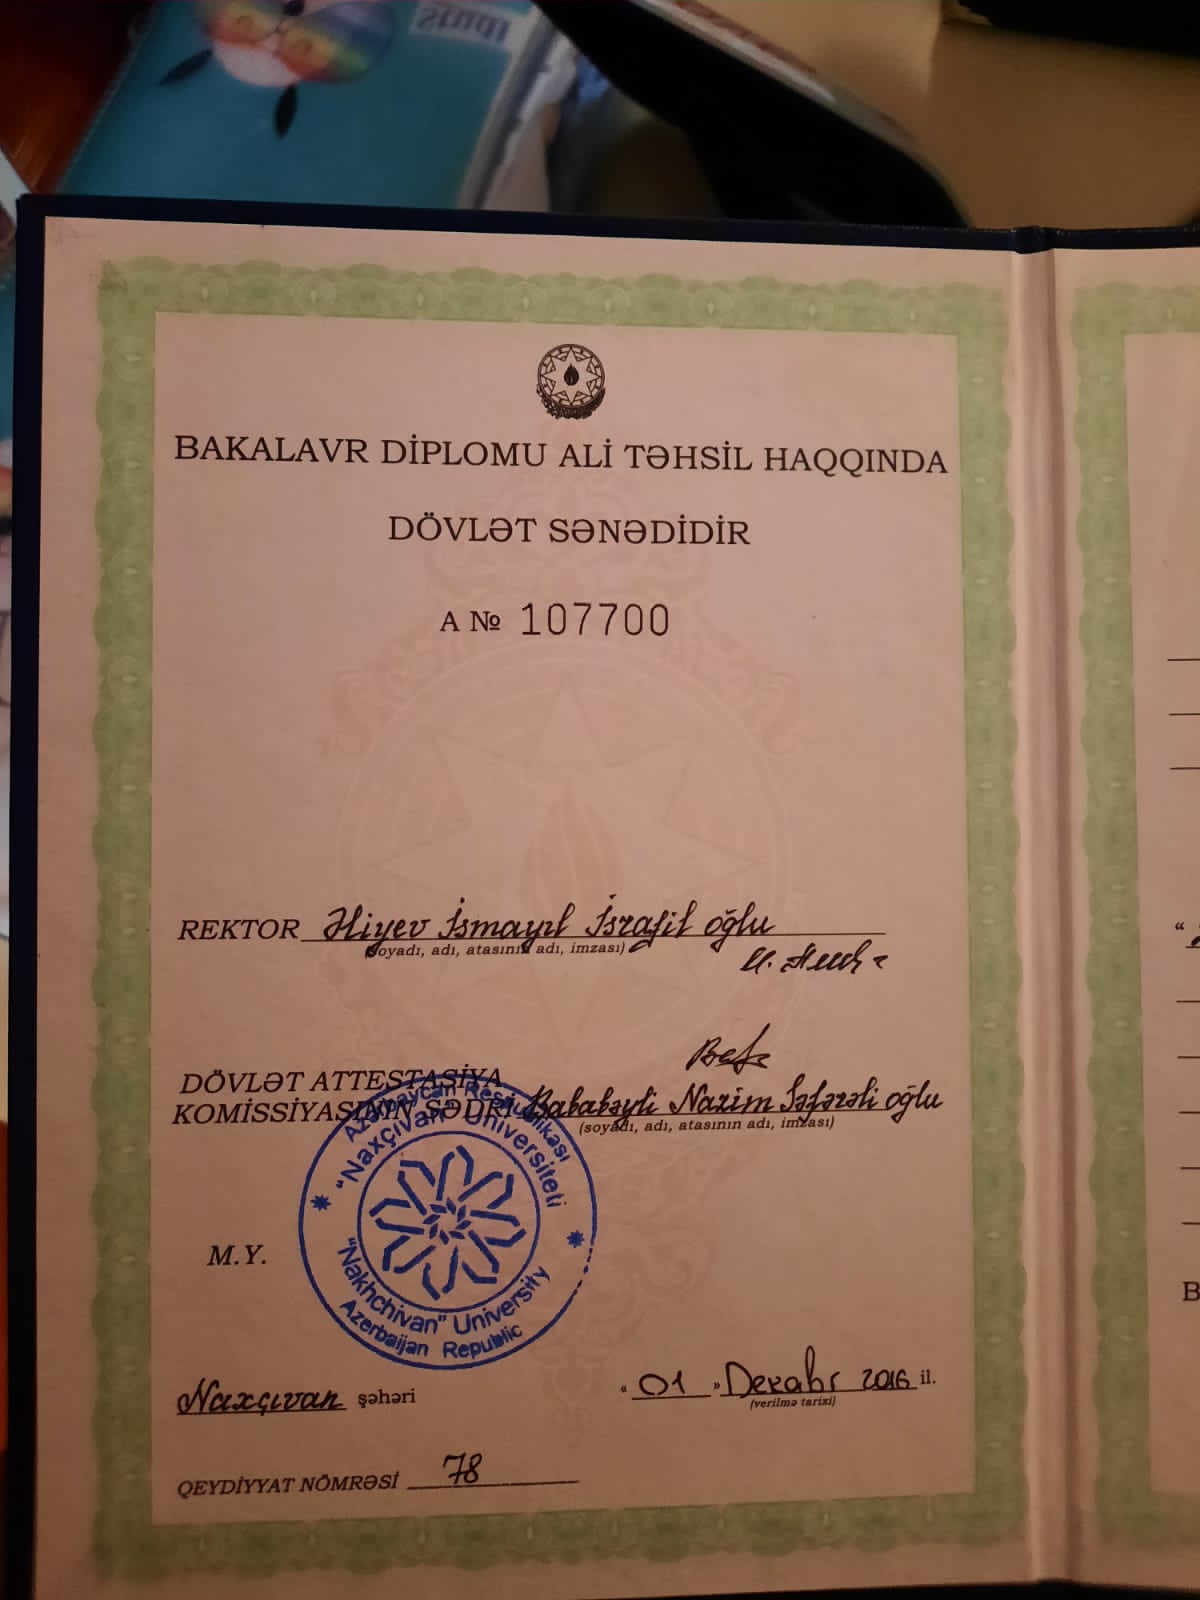 BAKALAVR DİPLOMU ALİ TƏHSİL HAQQINDA
DÖVLƏT SƏNƏDİDİR
A № 107700
REKTOR Əliyev İsmayıl İsrafil oğlu
(soyadı, adı, atasının adı, imzası)
DÖVLƏT ATTESTASİYA
KOMİSSİYASININ SƏDRİ Bababəyli Nazim Səfərəli oğlu
(soyadı, adı, atasının adı, imzası)
Azərbaycan Respublikası
"Naxçıvan" Universiteti
M.Y.
"Nakhchivan" University
Azerbaijan Republic
Naxçıvan şəhəri
" 01 " Dekabr 2016 il.
(verilmə tarixi)
QEYDİYYAT NÖMRƏSİ 78